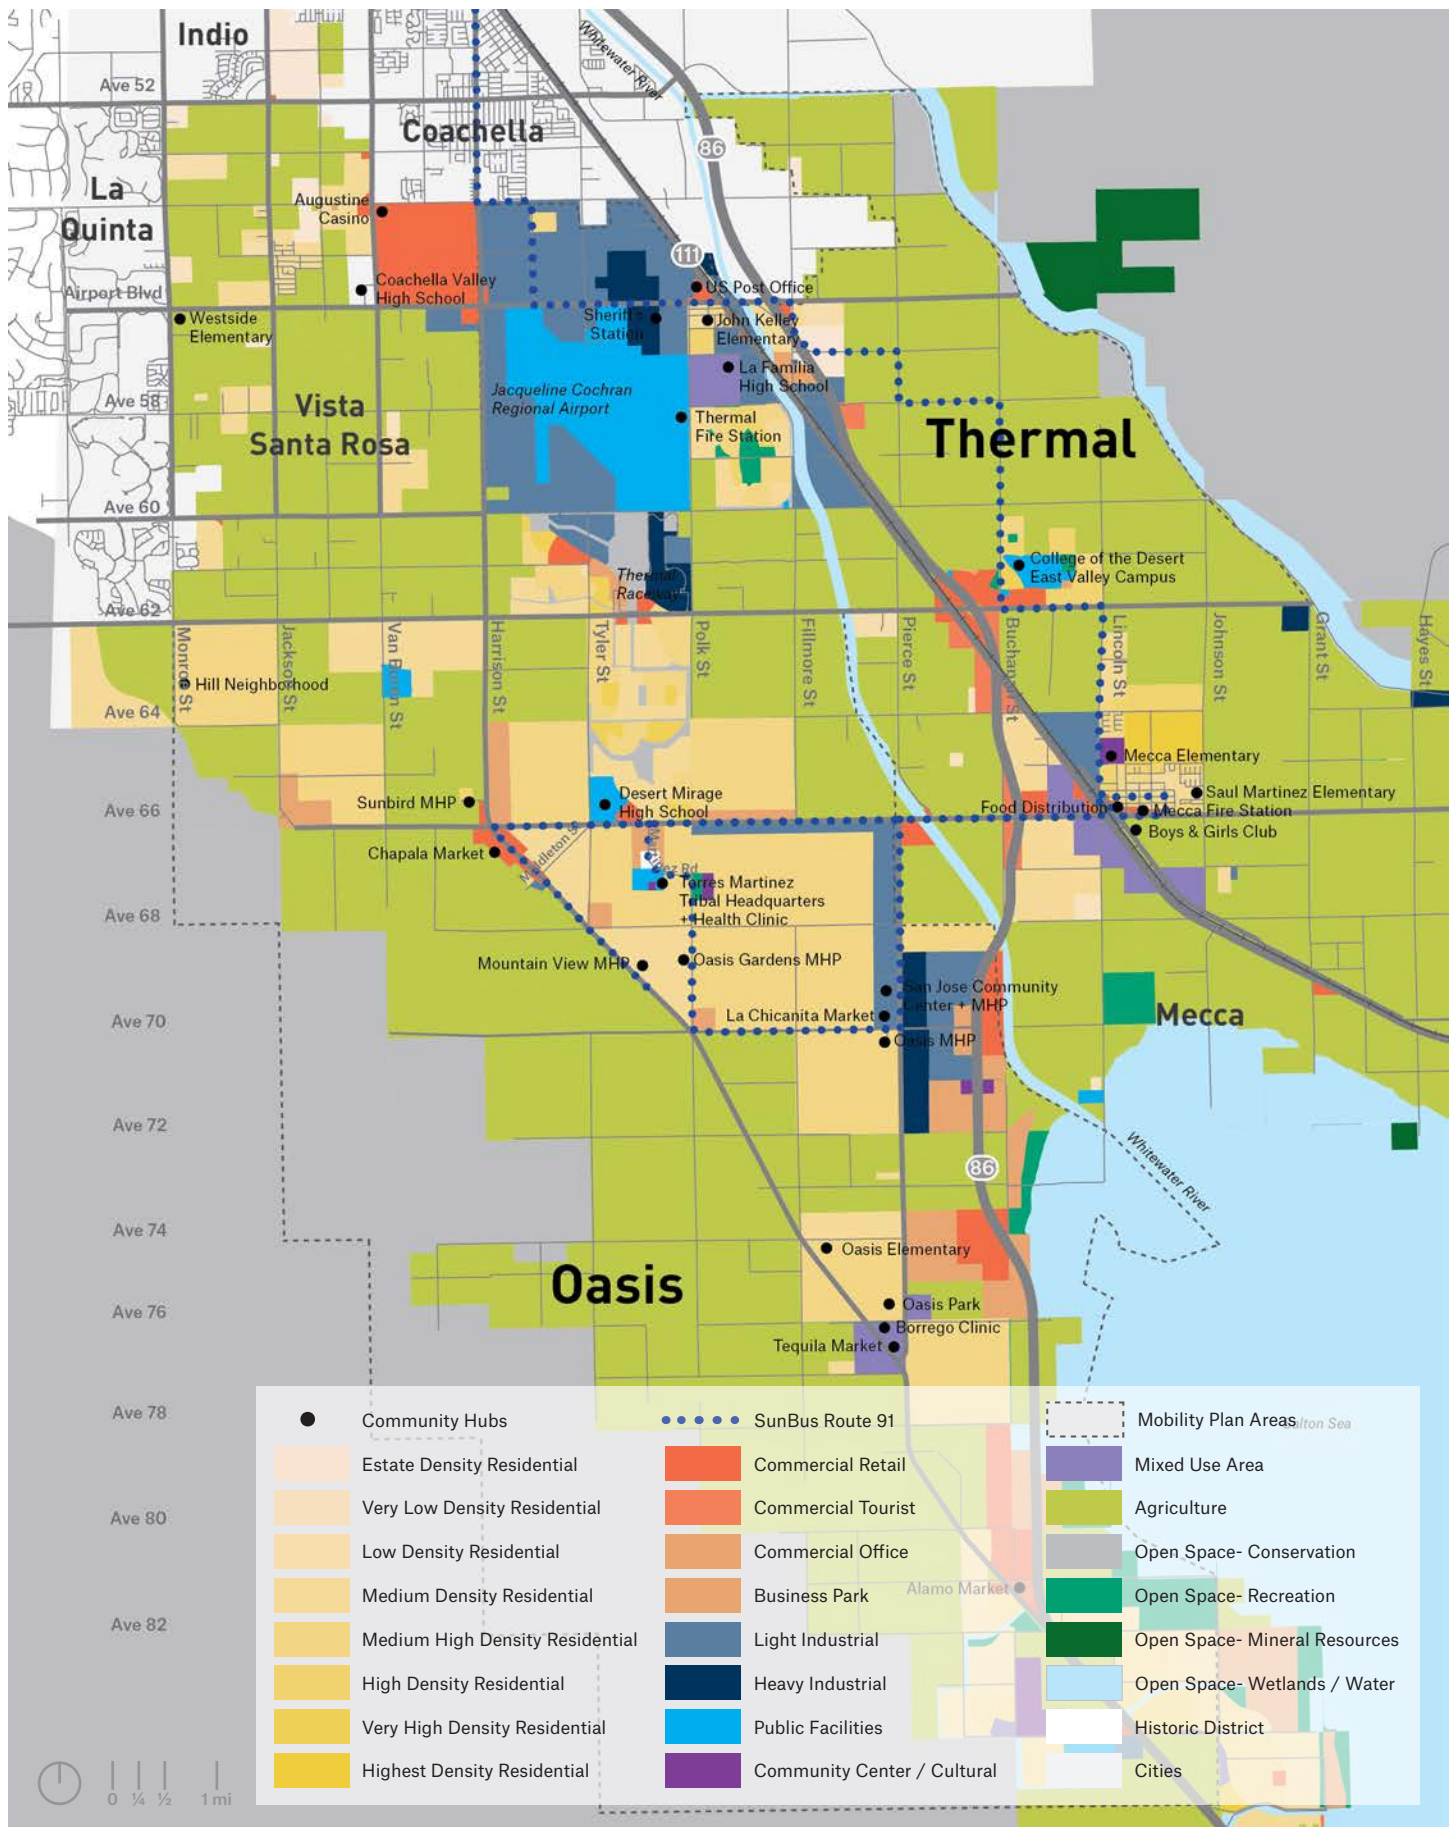 Indio
Whitewater River
Ave 52
Coachella
86
La
Quinta
Augustine
Casino
111
Coachella Valley
High School
US Post Office
Airport Blvd
Westside
Elementary
Sheriff's
Station
John Kelley
Elementary
La Familia
High School
Jacqueline Cochran
Regional Airport
Ave 58
Vista
Santa Rosa
Thermal
Fire Station
Thermal
Ave 60
College of the Desert
East Valley Campus
Thermal
Raceway
Ave 62
Monroe St
Jackson St
Van Buren St
Harrison St
Tyler St
Polk St
Fillmore St
Pierce St
Buchanan St
Lincoln St
Johnson St
Grant St
Hayes St
Hill Neighborhood
Ave 64
Mecca Elementary
Sunbird MHP
Desert Mirage
High School
Saul Martinez Elementary
Ave 66
Food Distribution
Mecca Fire Station
Boys & Girls Club
Chapala Market
Middleton St
Torres Martinez
Tribal Headquarters
+ Health Clinic
Ave 68
Mountain View MHP
Oasis Gardens MHP
San Jose Community
Center + MHP
La Chicanita Market
Mecca
Ave 70
Oasis MHP
Ave 72
Whitewater River
86
Ave 74
Oasis Elementary
Oasis
Ave 76
Oasis Park
Borrego Clinic
Tequila Market
Ave 78
Community Hubs
SunBus Route 91
Mobility Plan Areas
Salton Sea
Estate Density Residential
Commercial Retail
Mixed Use Area
Very Low Density Residential
Commercial Tourist
Agriculture
Ave 80
Low Density Residential
Commercial Office
Open Space- Conservation
Medium Density Residential
Business Park
Alamo Market
Open Space- Recreation
Ave 82
Medium High Density Residential
Light Industrial
Open Space- Mineral Resources
High Density Residential
Heavy Industrial
Open Space- Wetlands / Water
Very High Density Residential
Public Facilities
Historic District
Highest Density Residential
Community Center / Cultural
Cities
0 ¼ ½ 1 mi